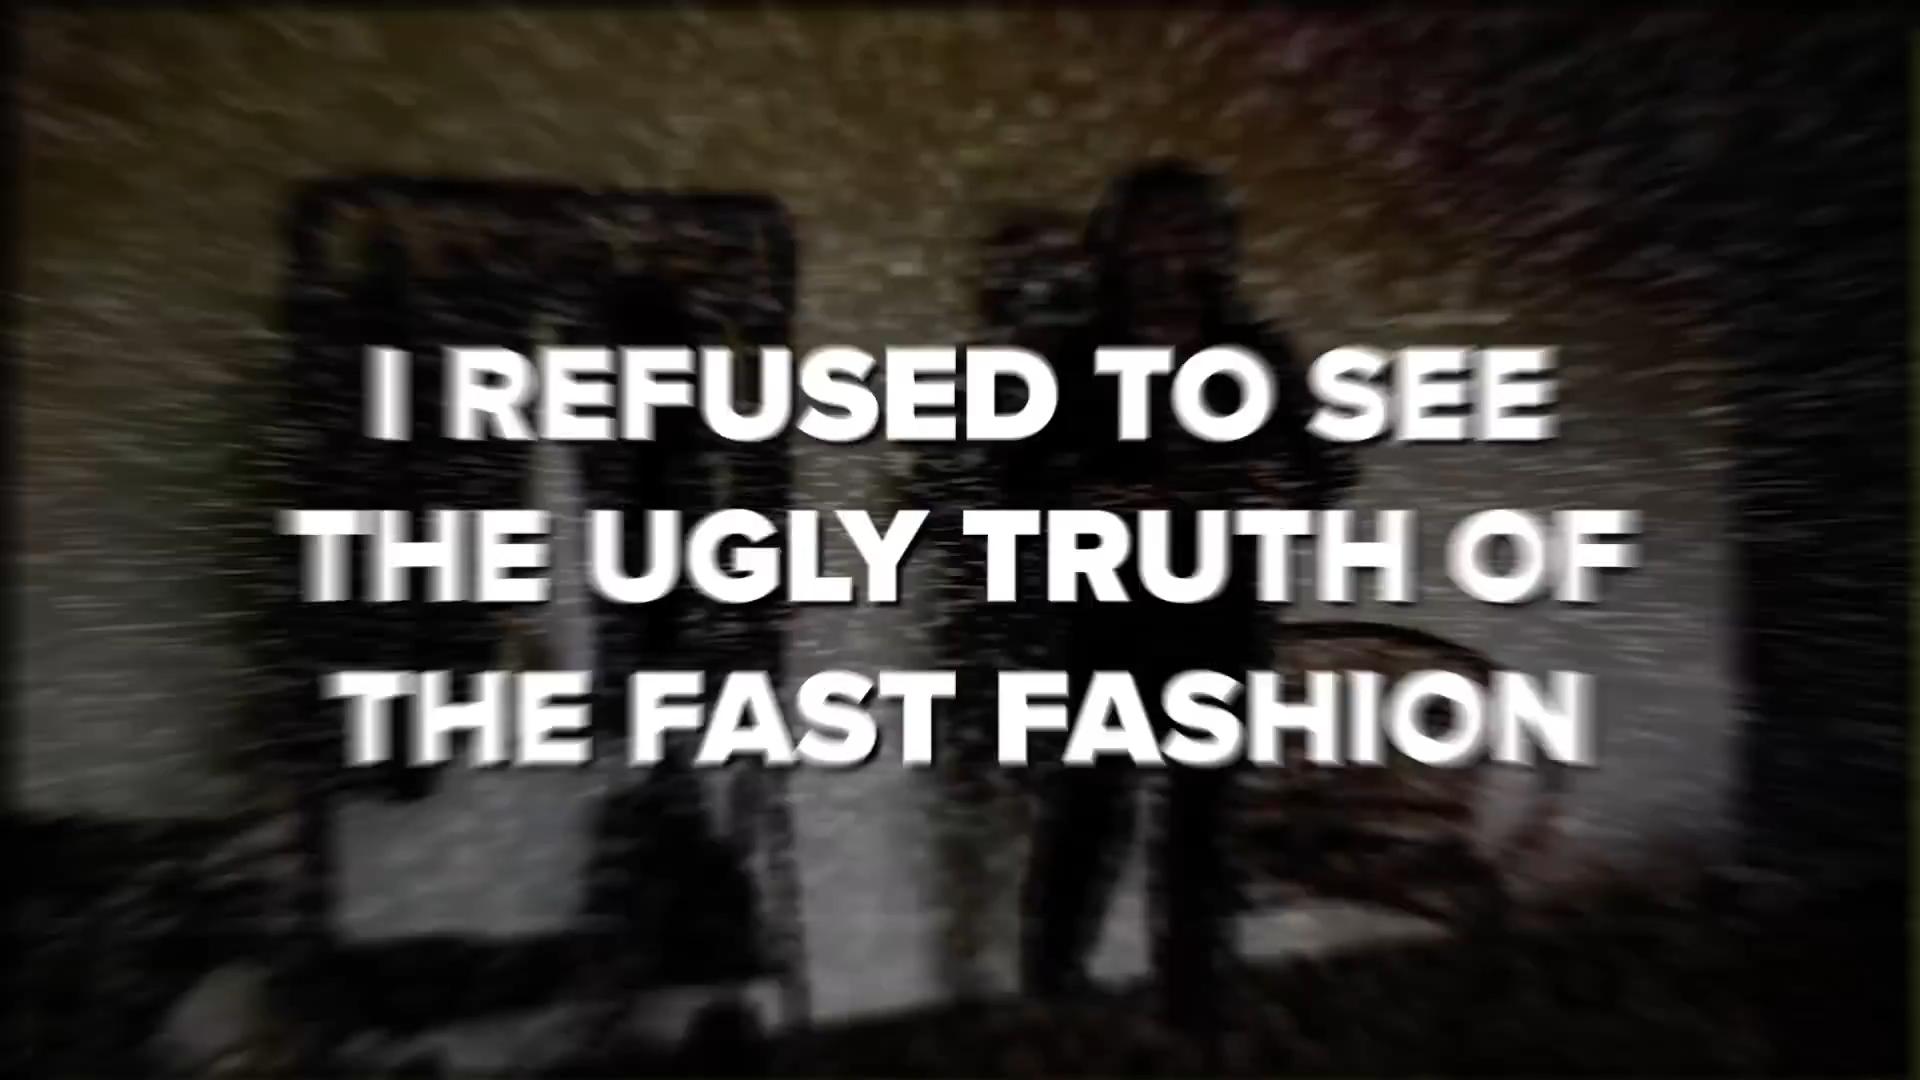 I REFUSED TO SEE
THE UGLY TRUTH OF
THE FAST FASHION